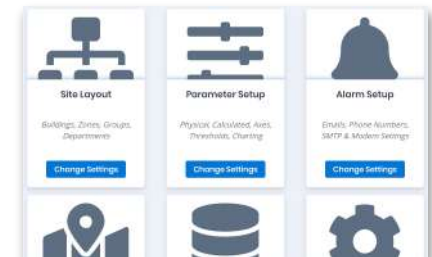 Site Layout
Buildings, Zones, Groups,
Departments
Change Settings
Parameter Setup
Physical, Calculated, Axes,
Thresholds, Charting
Change Settings
Alarm Setup
Emails, Phone Numbers,
SMTP & Modem Settings
Change Settings